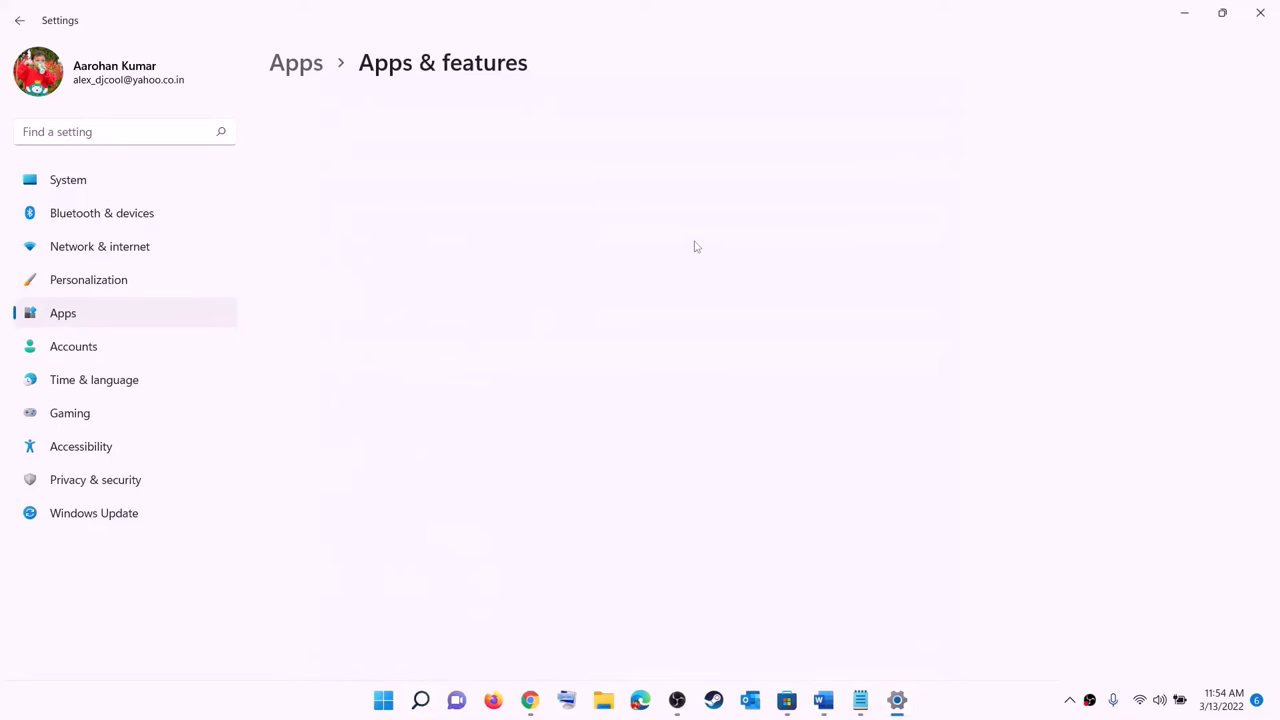 Settings
Aarohan Kumar
alex_djcool@yahoo.co.in
Find a setting
System
Bluetooth & devices
Network & internet
Personalization
Apps
Accounts
Time & language
Gaming
Accessibility
Privacy & security
Windows Update
Apps > Apps & features
11:54 AM
3/13/2022
6